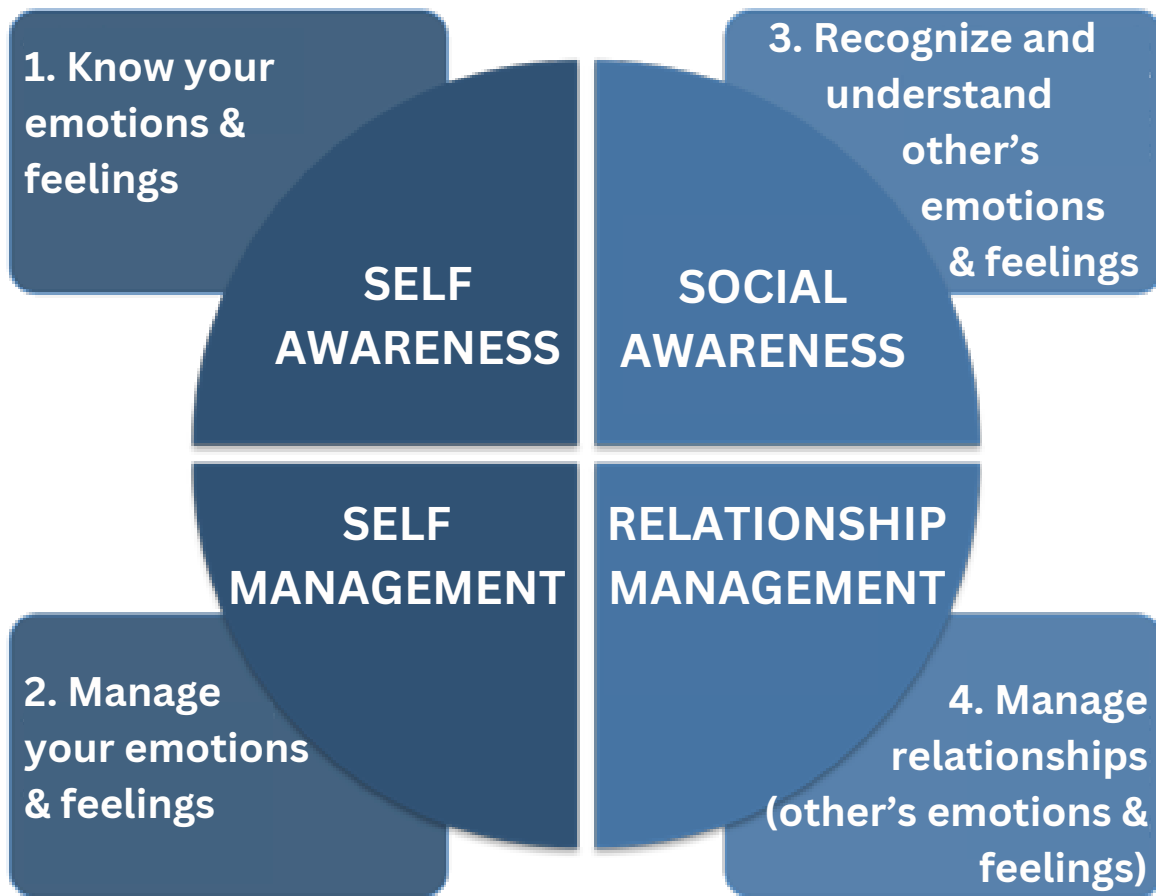 1. Know your
emotions &
feelings
SELF
AWARENESS
3. Recognize and
understand
other’s
emotions
& feelings
SOCIAL
AWARENESS
SELF
MANAGEMENT
2. Manage
your emotions
& feelings
RELATIONSHIP
MANAGEMENT
4. Manage
relationships
(other’s emotions &
feelings)